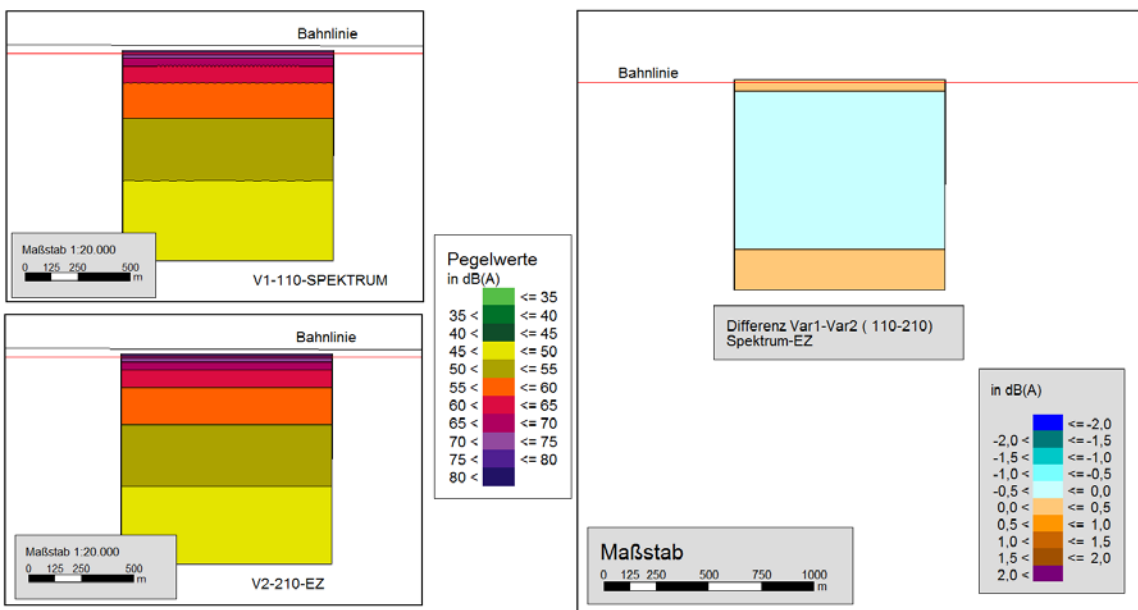 Bahnlinie
Maßstab 1:20.000
0 125 250 500
m
V1-110-SPEKTRUM
Bahnlinie
Maßstab 1:20.000
0 125 250 500
m
V2-210-EZ
Pegelwerte
in dB(A)
<= 35
35 < <= 40
40 < <= 45
45 < <= 50
50 < <= 55
55 < <= 60
60 < <= 65
65 < <= 70
70 < <= 75
75 < <= 80
80 <
Bahnlinie
Differenz Var1-Var2 ( 110-210)
Spektrum-EZ
in dB(A)
<= -2,0
-2,0 < <= -1,5
-1,5 < <= -1,0
-1,0 < <= -0,5
-0,5 < <= 0,0
0,0 < <= 0,5
0,5 < <= 1,0
1,0 < <= 1,5
1,5 < <= 2,0
2,0 <
Maßstab
0 125 250 500 750 1000
m